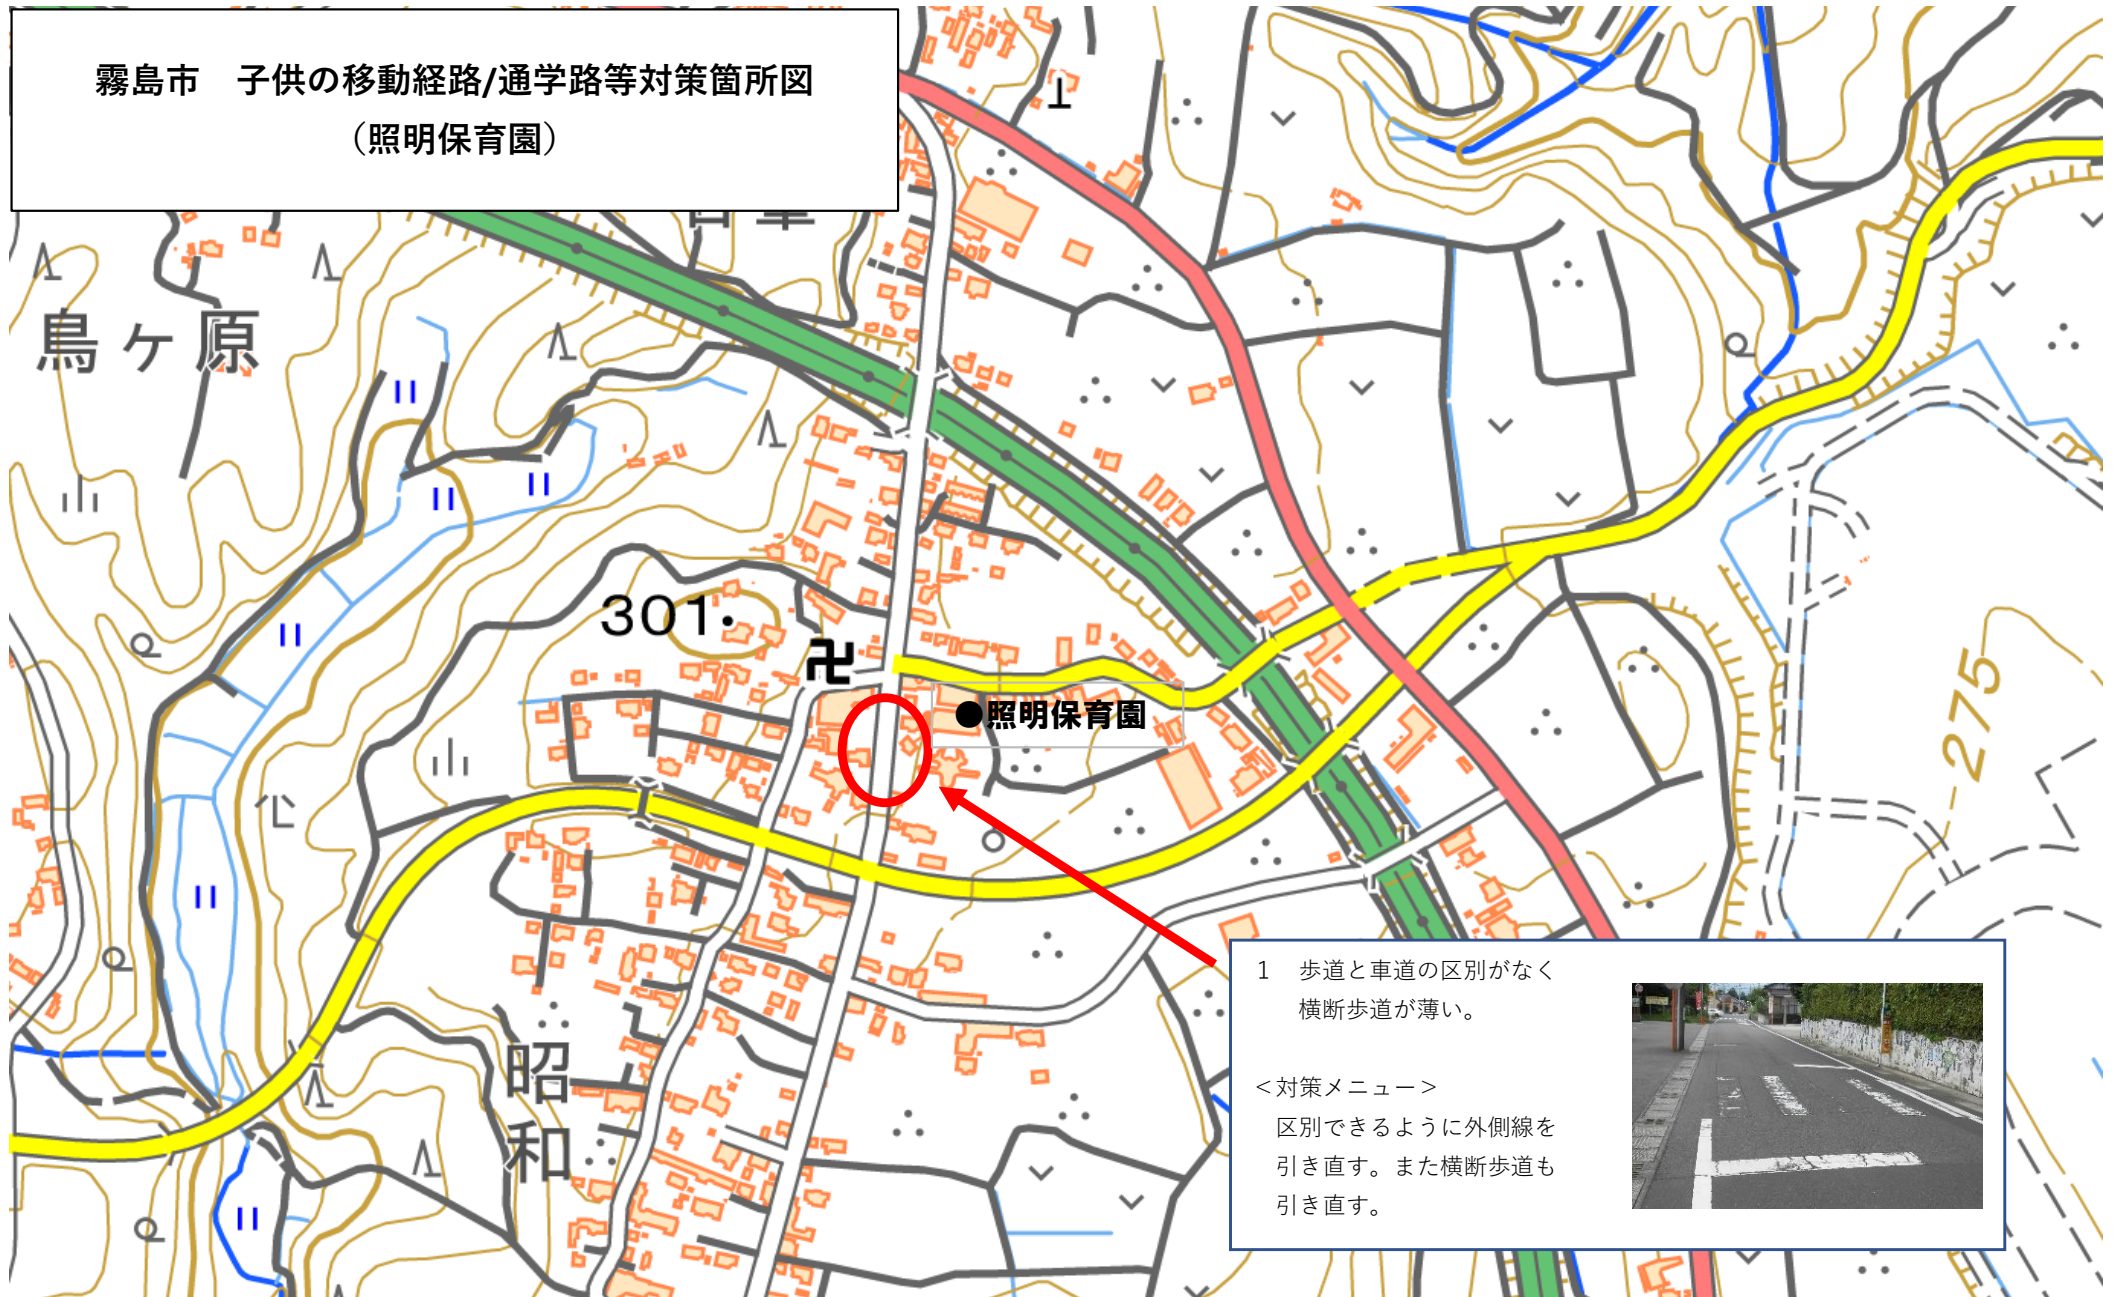 霧島市　子供の移動経路/通学路等対策箇所図
（照明保育園）
鳥ヶ原
301
卍
●照明保育園
275
昭和
1　歩道と車道の区別がなく
横断歩道が薄い。
＜対策メニュー＞
区別できるように外側線を
引き直す。また横断歩道も
引き直す。